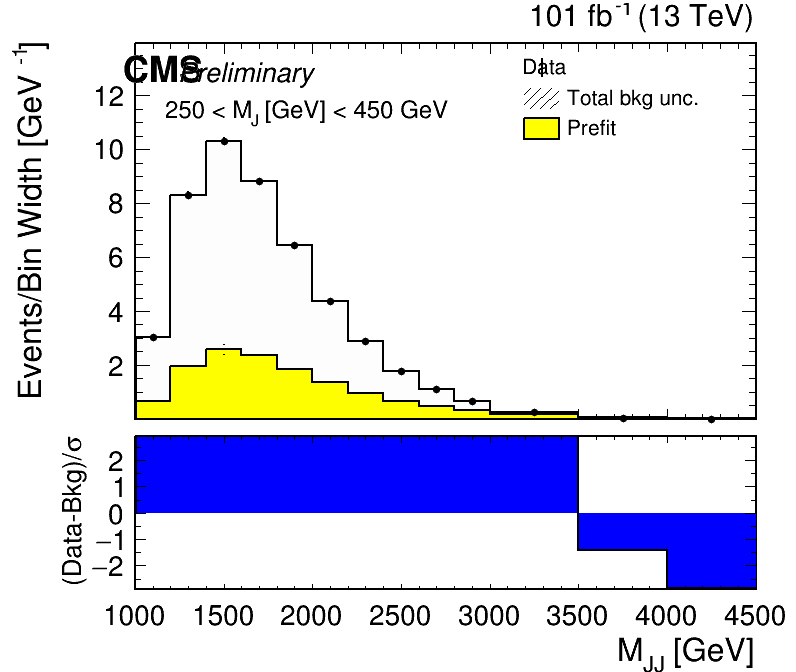 101 fb-1 (13 TeV)
CMS Preliminary
250 < MJ [GeV] < 450 GeV
Data
Total bkg unc.
Prefit
Events/Bin Width [GeV-1]
12
10
8
6
4
2
(Data-Bkg)/σ
2
1
0
−1
−2
1000 1500 2000 2500 3000 3500 4000 4500
MJJ [GeV]